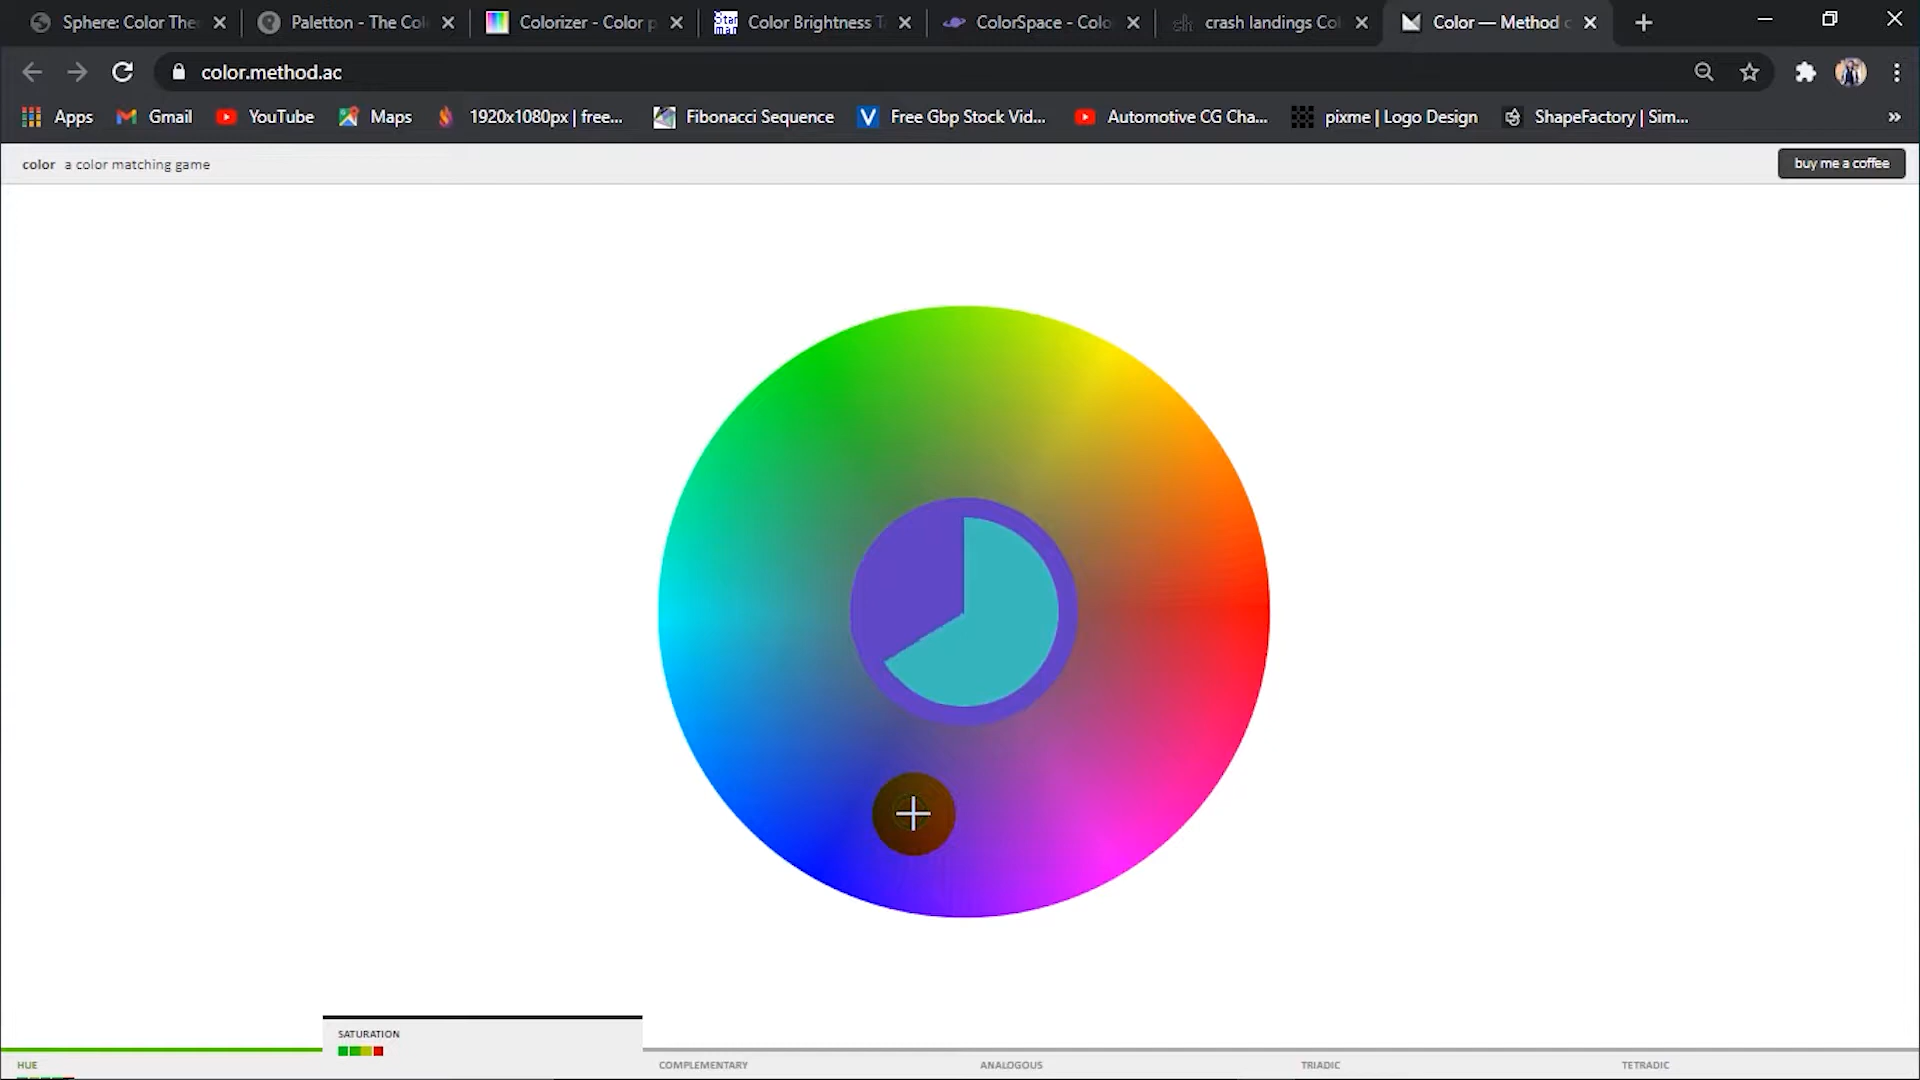 Sphere: Color The
Paletton - The Col
Colorizer - Color p
Color Brightness T
ColorSpace - Colo
crash landings Col
Color — Method c
color.method.ac
Apps
Gmail
YouTube
Maps
1920x1080px | free...
Fibonacci Sequence
Free Gbp Stock Vid...
Automotive CG Cha...
pixme | Logo Design
ShapeFactory | Sim...
color a color matching game
buy me a coffee
SATURATION
HUE
COMPLEMENTARY
ANALOGOUS
TRIADIC
TETRADIC